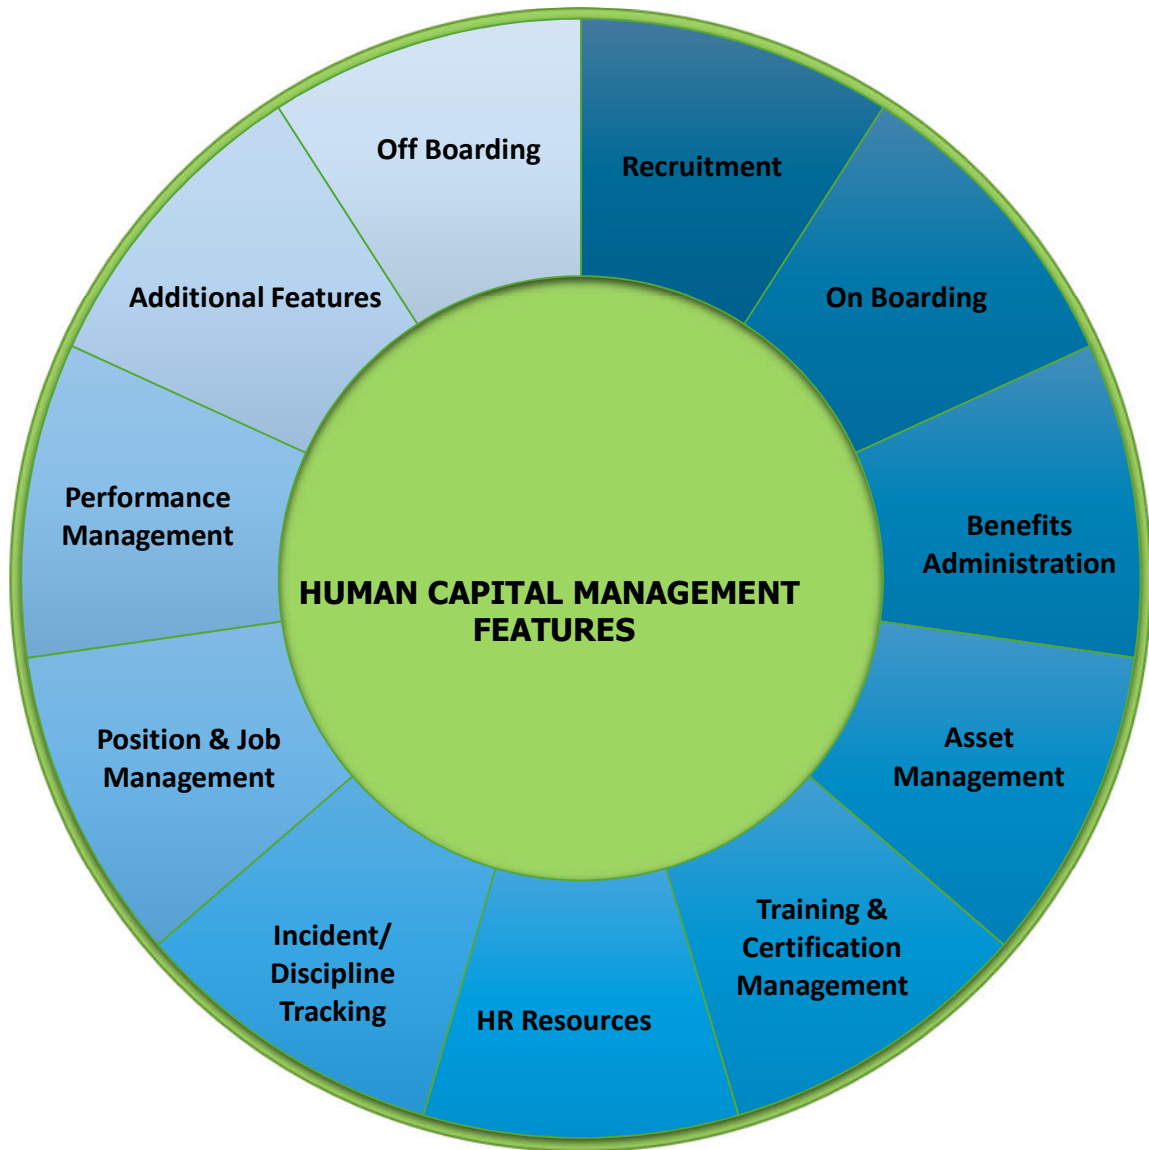 Off Boarding
Recruitment
On Boarding
Benefits
Administration
Asset
Management
Training &
Certification
Management
HR Resources
Incident/
Discipline
Tracking
Position & Job
Management
Performance
Management
Additional Features
HUMAN CAPITAL MANAGEMENT
FEATURES